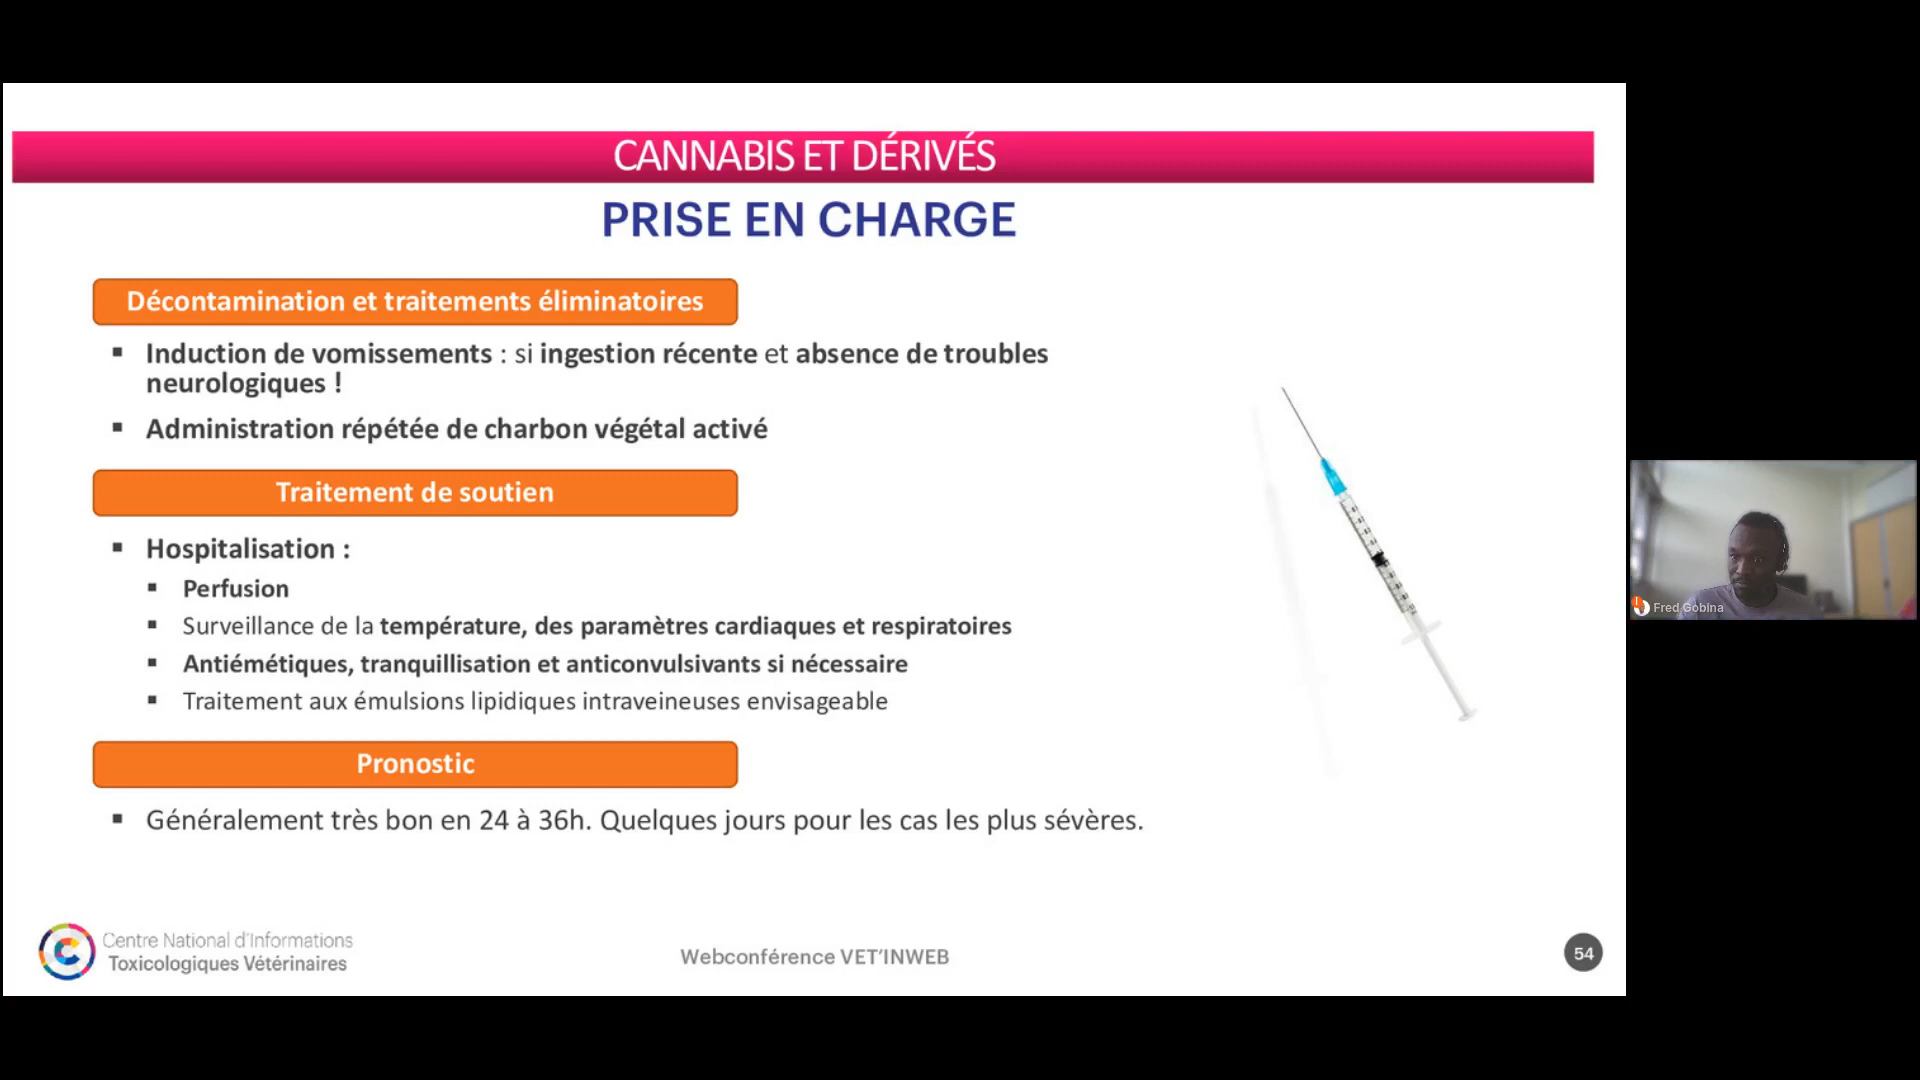 CANNABIS ET DÉRIVÉS
PRISE EN CHARGE
Décontamination et traitements éliminatoires
▪ Induction de vomissements : si ingestion récente et absence de troubles
neurologiques !
▪ Administration répétée de charbon végétal activé
Traitement de soutien
▪ Hospitalisation :
▪ Perfusion
▪ Surveillance de la température, des paramètres cardiaques et respiratoires
▪ Antiémétiques, tranquillisation et anticonvulsivants si nécessaire
▪ Traitement aux émulsions lipidiques intraveineuses envisageable
Pronostic
▪ Généralement très bon en 24 à 36h. Quelques jours pour les cas les plus sévères.
Centre National d'Informations
Toxicologiques Vétérinaires
Webconférence VET'INWEB
54
Fred Gobina